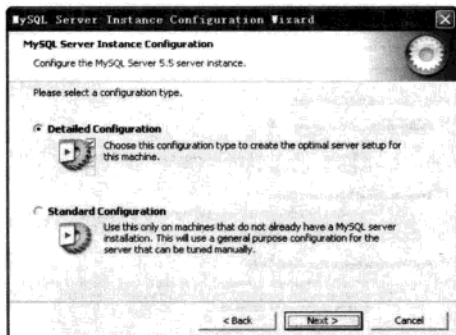 MySQL Server Instance Configuration Wizard
MySQL Server Instance Configuration
Configure the MySQL Server 5.5 server instance.
Please select a configuration type.
Detailed Configuration
Choose this configuration type to create the optimal server setup for
this machine.
Standard Configuration
Use this only on machines that do not already have a MySQL server
installation. This will use a general purpose configuration for the
server that can be tuned manually.
< Back
Next >
Cancel